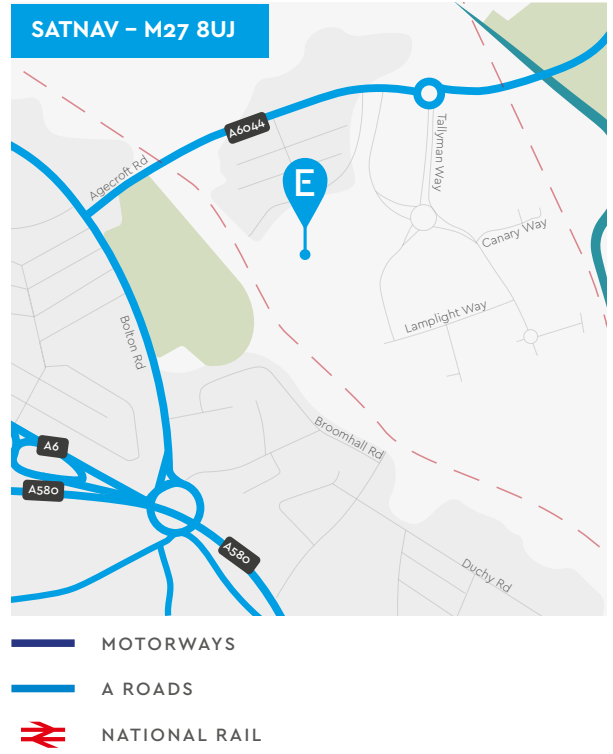 SATNAV – M27 8UJ
A6044
Tallyman Way
Agecroft Rd
E
Canary Way
Lamplight Way
Bolton Rd
Broomhall Rd
A6
A580
A580
Duchy Rd
MOTORWAYS
A ROADS
NATIONAL RAIL